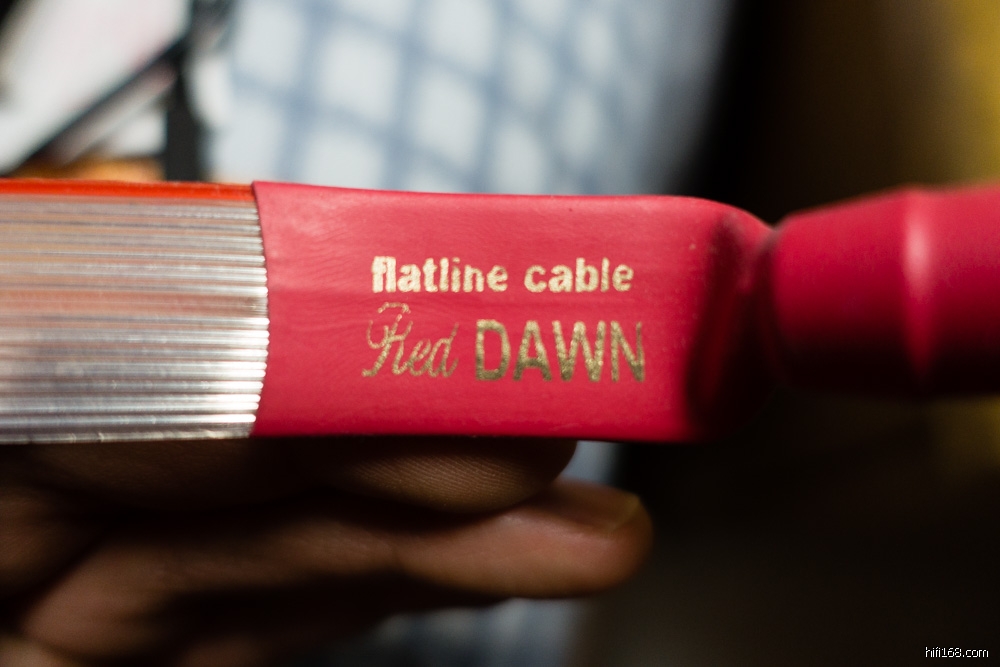 flatline cable
Red DAWN
hifi168.com